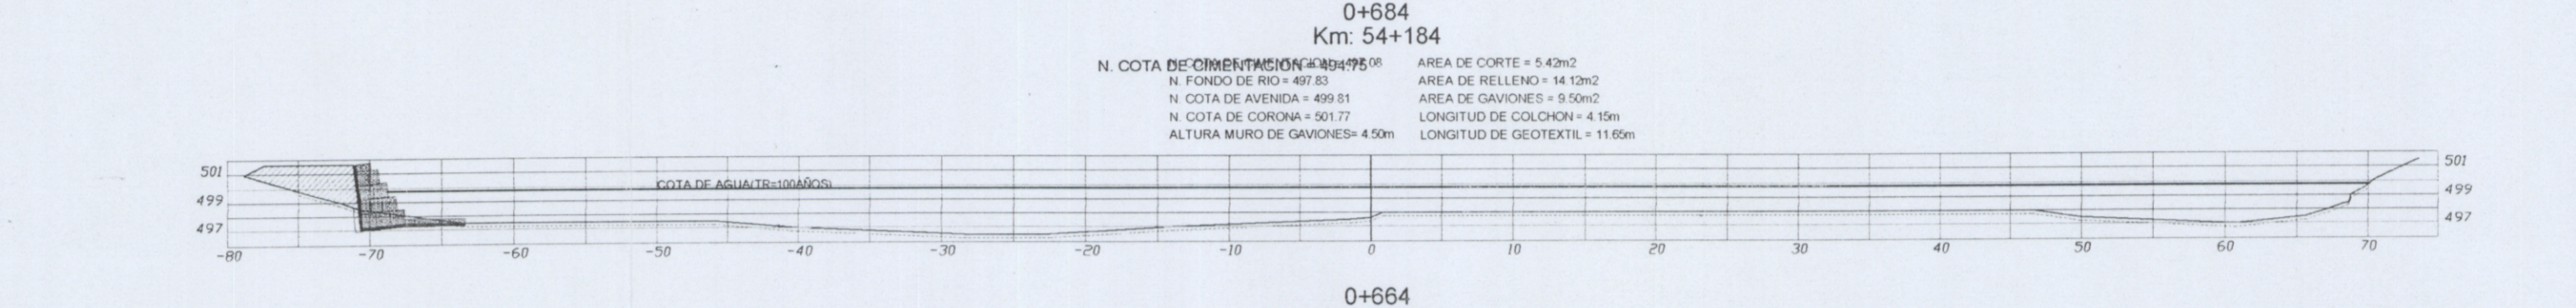 0+684
Km: 54+184
N. COTA DE CIMENTACION = 494.75
AREA DE CORTE = 5.42m2
N. FONDO DE RIO = 497.83 AREA DE RELLENO = 14.12m2
N. COTA DE AVENIDA = 499.81 AREA DE GAVIONES = 9.50m2
N. COTA DE CORONA = 501.77 LONGITUD DE COLCHON = 4.15m
ALTURA MURO DE GAVIONES= 4.50m LONGITUD DE GEOTEXTIL = 11.65m
501 501
COTA DE AGUA(TR=100AÑOS)
499 499
497 497
-80 -70 -60 -50 -40 -30 -20 -10 0 10 20 30 40 50 60 70
0+664